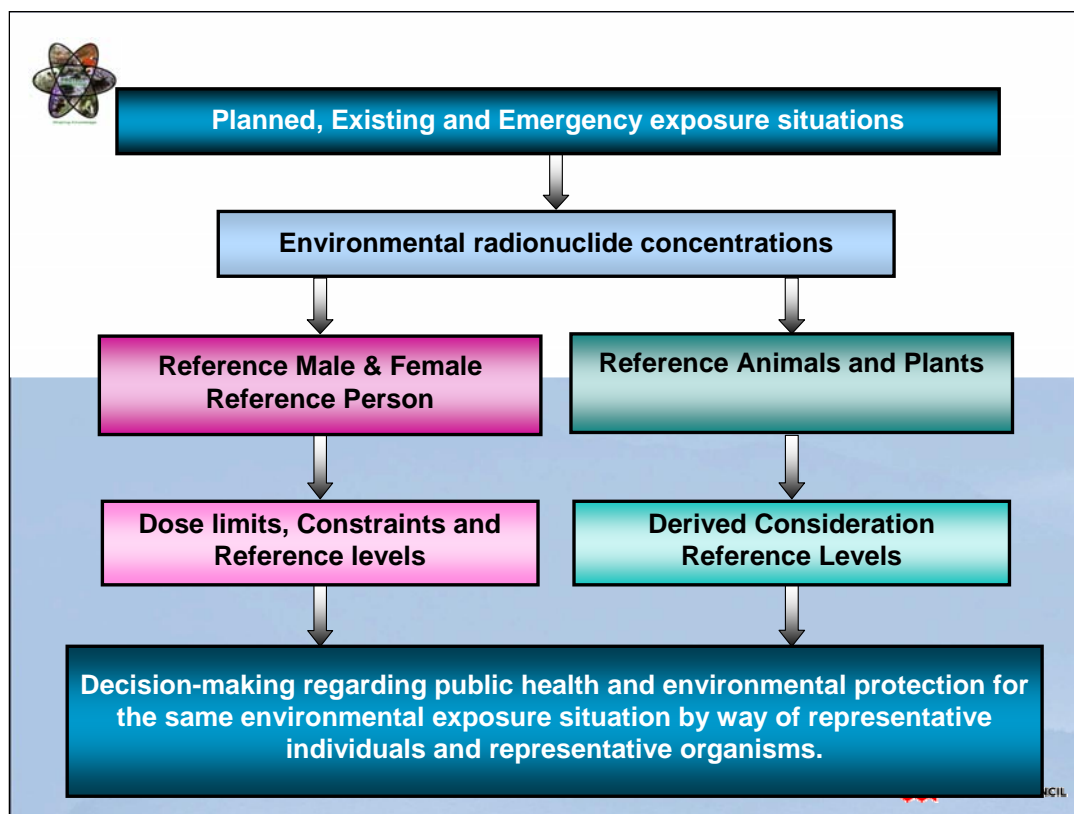 Planned, Existing and Emergency exposure situations
Environmental radionuclide concentrations
Reference Male & Female
Reference Person
Reference Animals and Plants
Dose limits, Constraints and
Reference levels
Derived Consideration
Reference Levels
Decision-making regarding public health and environmental protection for
the same environmental exposure situation by way of representative
individuals and representative organisms.
NCIL